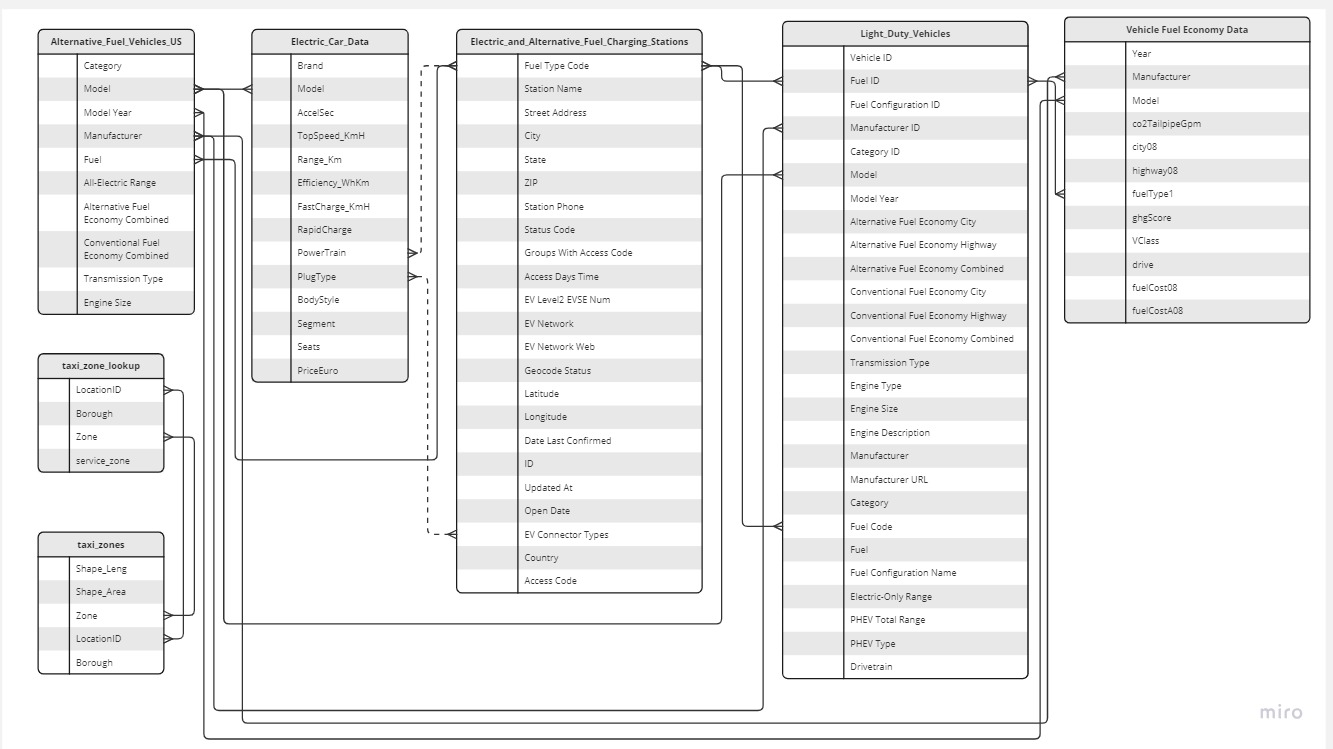 Alternative_Fuel_Vehicles_US
Category
Model
Model Year
Manufacturer
Fuel
All-Electric Range
Alternative Fuel
Economy Combined
Conventional Fuel
Economy Combined
Transmission Type
Engine Size
taxi_zone_lookup
LocationID
Borough
Zone
service_zone
taxi_zones
Shape_Leng
Shape_Area
Zone
LocationID
Borough
Electric_Car_Data
Brand
Model
AccelSec
TopSpeed_KmH
Range_Km
Efficiency_WhKm
FastCharge_KmH
RapidCharge
PowerTrain
PlugType
BodyStyle
Segment
Seats
PriceEuro
Electric_and_Alternative_Fuel_Charging_Stations
Fuel Type Code
Station Name
Street Address
City
State
ZIP
Station Phone
Status Code
Groups With Access Code
Access Days Time
EV Level2 EVSE Num
EV Network
EV Network Web
Geocode Status
Latitude
Longitude
Date Last Confirmed
ID
Updated At
Open Date
EV Connector Types
Country
Access Code
Light_Duty_Vehicles
Vehicle ID
Fuel ID
Fuel Configuration ID
Manufacturer ID
Category ID
Model
Model Year
Alternative Fuel Economy City
Alternative Fuel Economy Highway
Alternative Fuel Economy Combined
Conventional Fuel Economy City
Conventional Fuel Economy Highway
Conventional Fuel Economy Combined
Transmission Type
Engine Type
Engine Size
Engine Description
Manufacturer
Manufacturer URL
Category
Fuel Code
Fuel
Fuel Configuration Name
Electric-Only Range
PHEV Total Range
PHEV Type
Drivetrain
Vehicle Fuel Economy Data
Year
Manufacturer
Model
co2TailpipeGpm
city08
highway08
fuelType1
ghgScore
VClass
drive
fuelCost08
fuelCostA08
miro